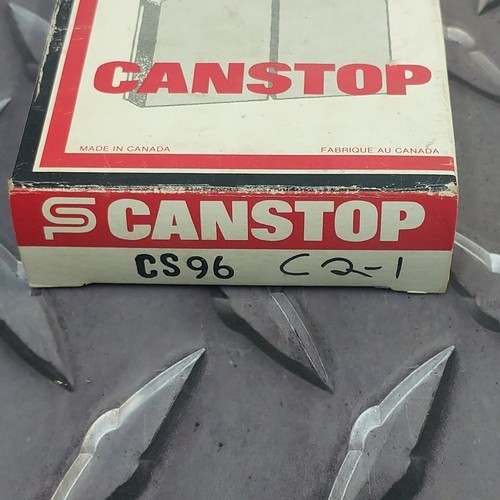 CANSTOP
MADE IN CANADA FABRIQUE AU CANADA
CANSTOP
CS96 C2-1